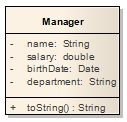 Manager
- name: String
- salary: double
- birthDate: Date
- department: String
+ toString() : String